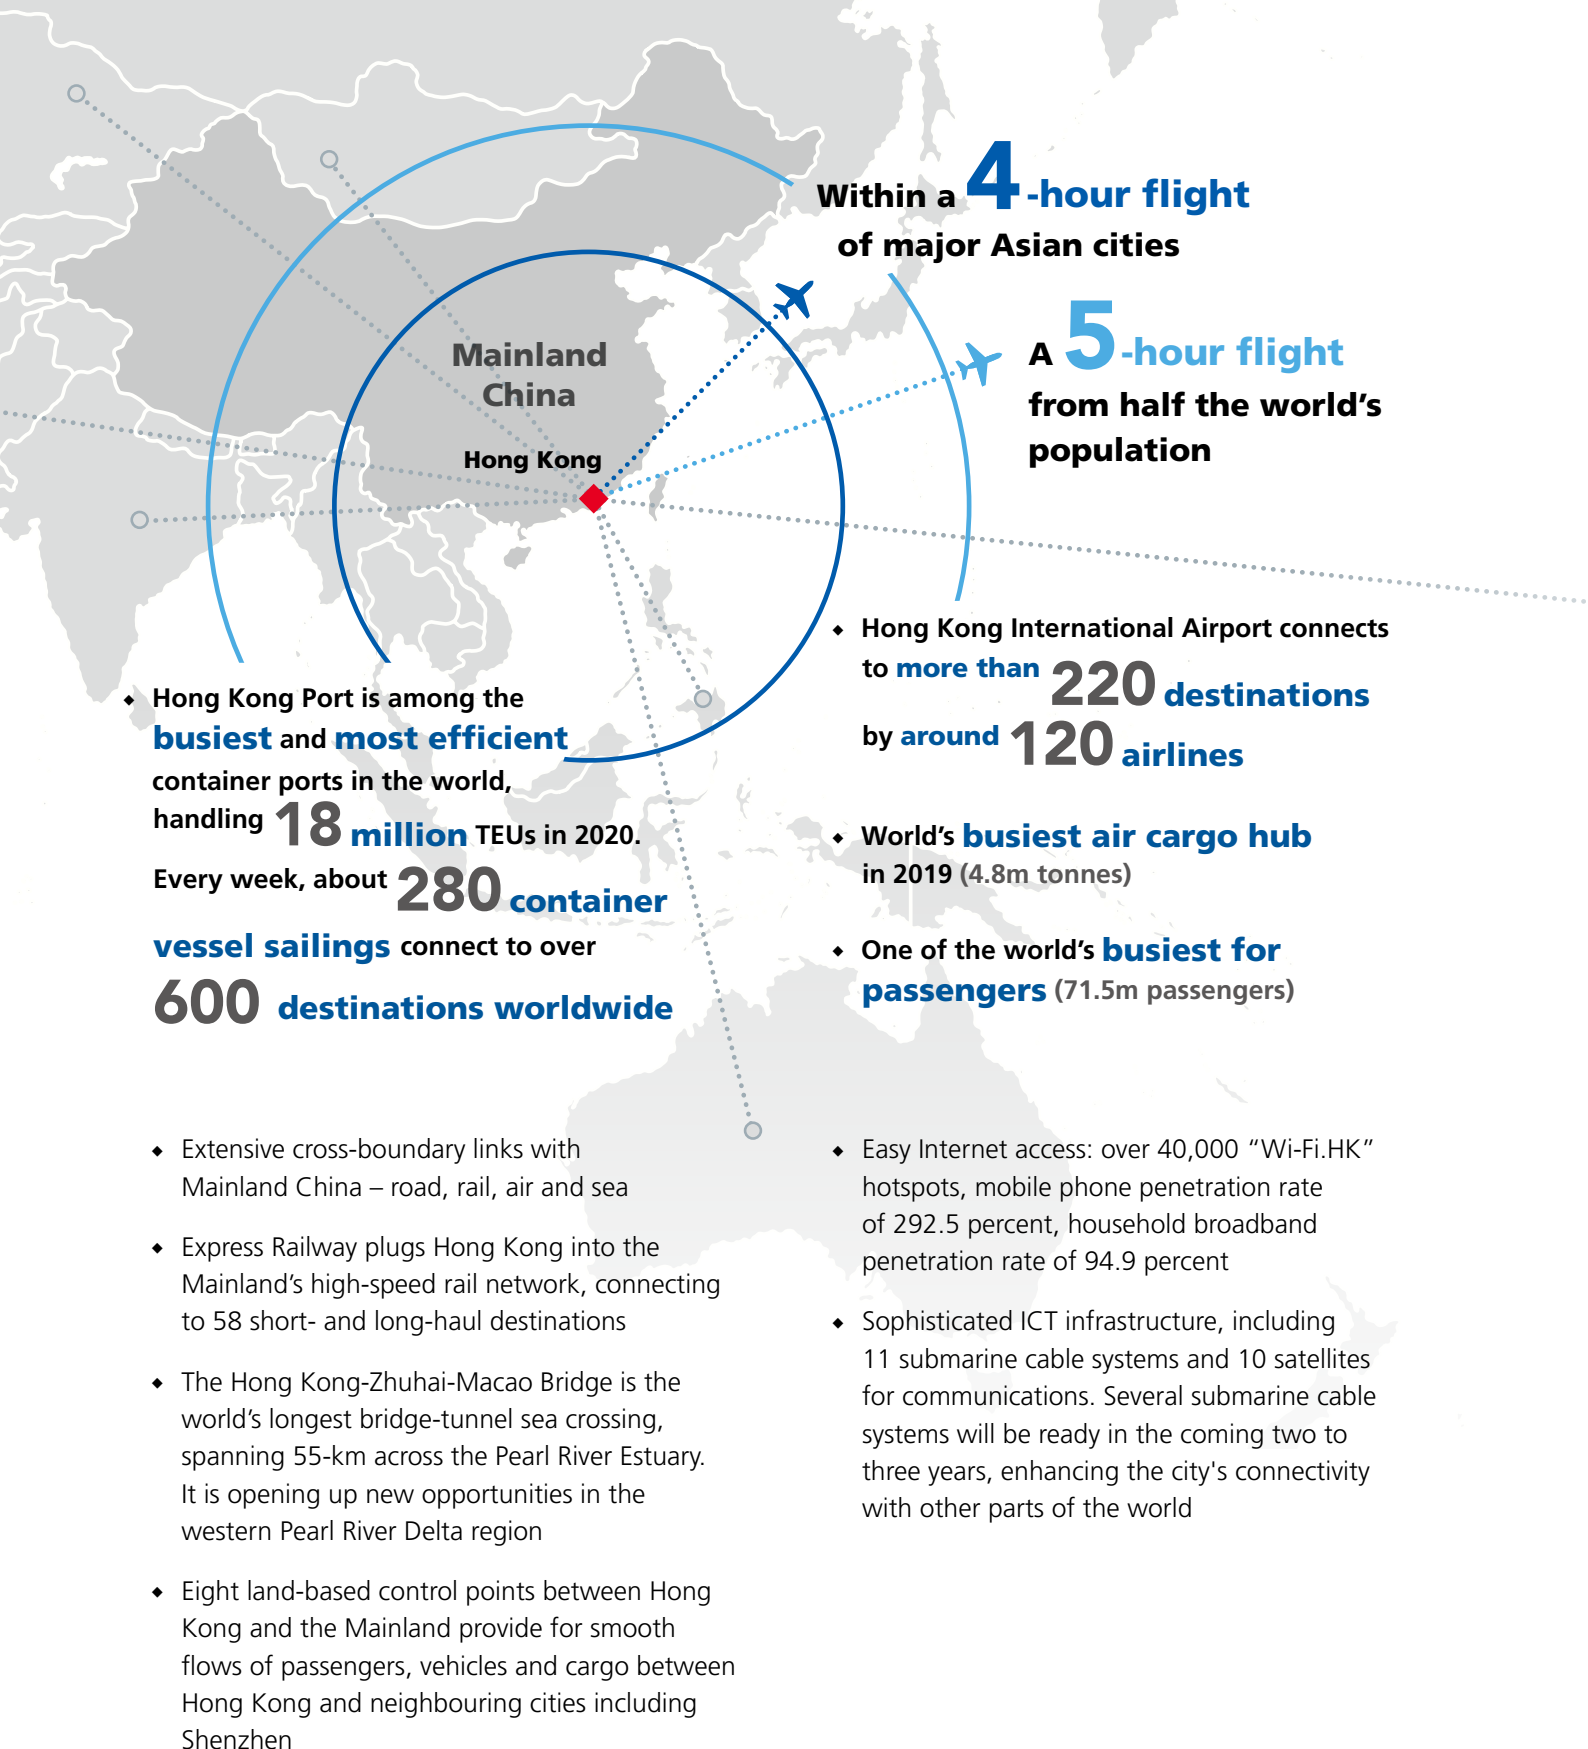 Within a 4-hour flight
of major Asian cities
A 5-hour flight
from half the world's
population
Mainland
China
Hong Kong
◆ Hong Kong Port is among the
busiest and most efficient
container ports in the world,
handling 18 million TEUs in 2020.
Every week, about 280 container
vessel sailings connect to over
600 destinations worldwide
◆ Hong Kong International Airport connects
to more than 220 destinations
by around 120 airlines
◆ World's busiest air cargo hub
in 2019 (4.8m tonnes)
◆ One of the world's busiest for
passengers (71.5m passengers)
◆ Extensive cross-boundary links with
Mainland China – road, rail, air and sea
◆ Express Railway plugs Hong Kong into the
Mainland's high-speed rail network, connecting
to 58 short- and long-haul destinations
◆ The Hong Kong-Zhuhai-Macao Bridge is the
world's longest bridge-tunnel sea crossing,
spanning 55-km across the Pearl River Estuary.
It is opening up new opportunities in the
western Pearl River Delta region
◆ Eight land-based control points between Hong
Kong and the Mainland provide for smooth
flows of passengers, vehicles and cargo between
Hong Kong and neighbouring cities including
Shenzhen
◆ Easy Internet access: over 40,000 “Wi-Fi.HK”
hotspots, mobile phone penetration rate
of 292.5 percent, household broadband
penetration rate of 94.9 percent
◆ Sophisticated ICT infrastructure, including
11 submarine cable systems and 10 satellites
for communications. Several submarine cable
systems will be ready in the coming two to
three years, enhancing the city's connectivity
with other parts of the world